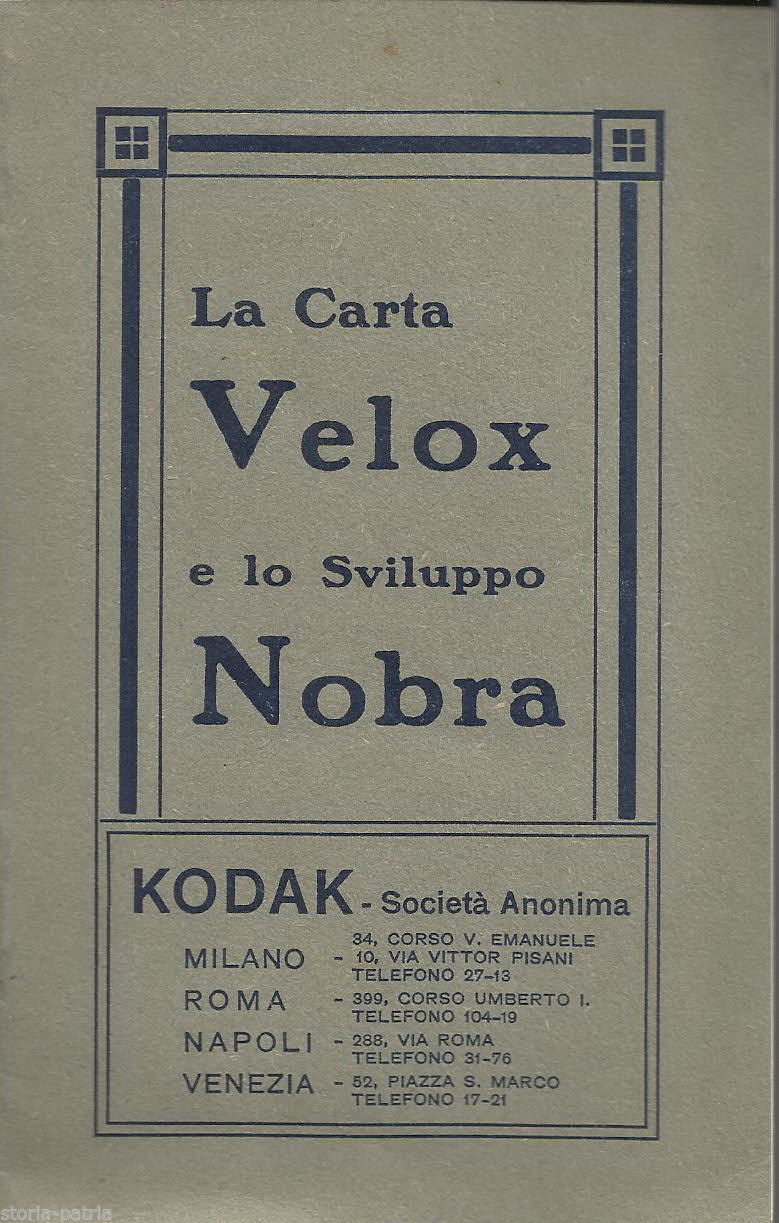 La Carta
Velox
e lo Sviluppo
Nobra
KODAK - Società Anonima
MILANO - 34, CORSO V. EMANUELE
10, VIA VITTOR PISANI
TELEFONO 27-13
ROMA - 399, CORSO UMBERTO I.
TELEFONO 104-19
NAPOLI - 288, VIA ROMA
TELEFONO 31-76
VENEZIA - 52, PIAZZA S. MARCO
TELEFONO 17-21
storia-patria